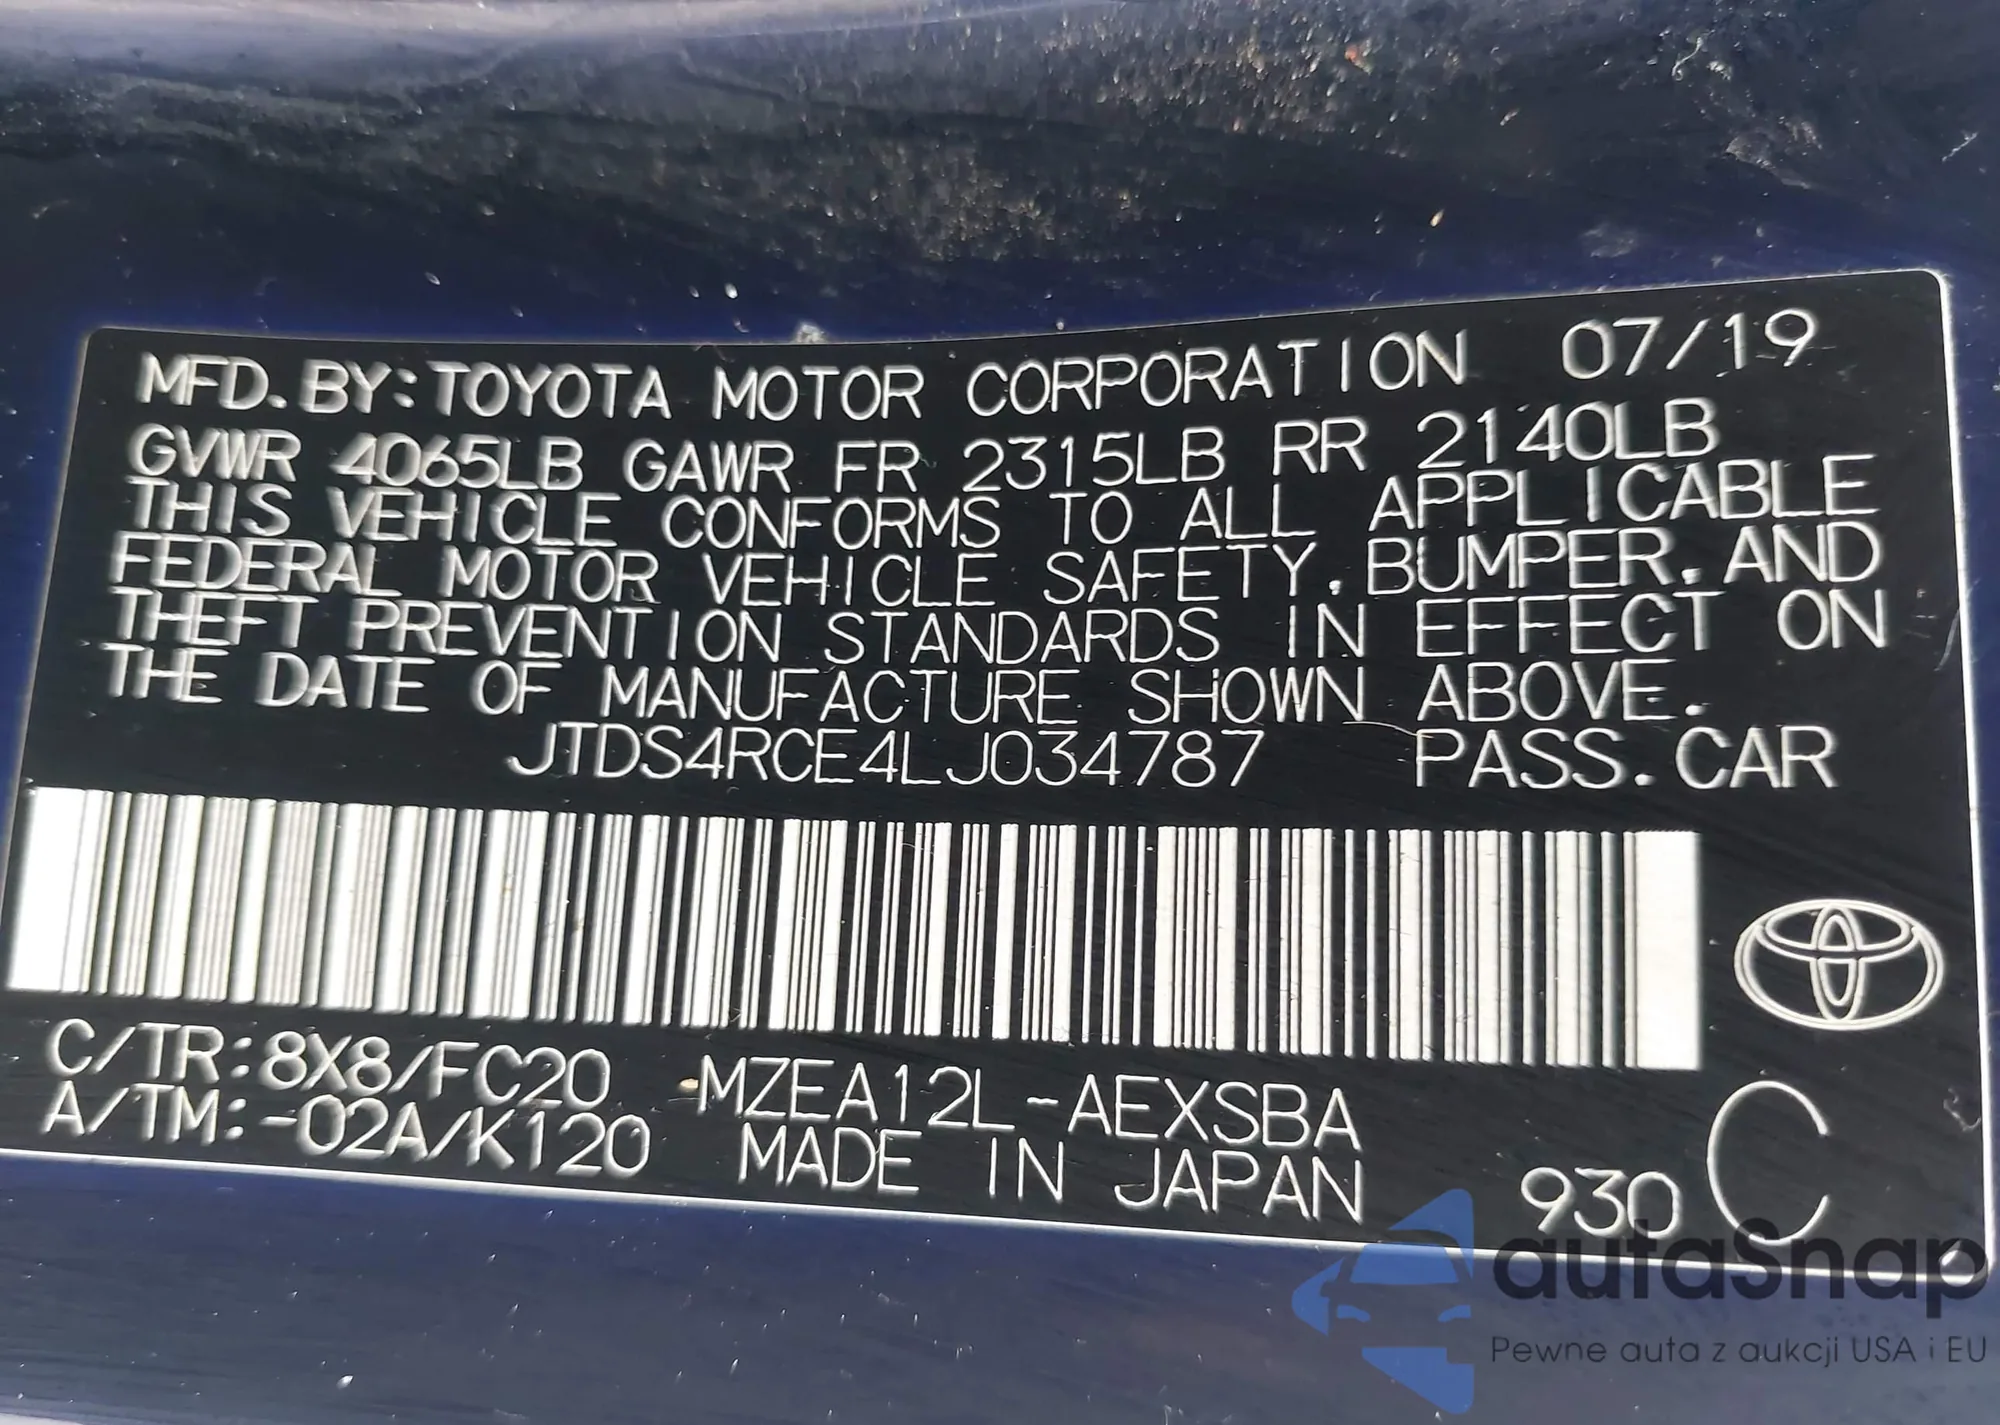 MFD. BY: TOYOTA MOTOR CORPORATION 07/19
GVWR 4065LB GAWR FR 2315LB RR 2140LB
THIS VEHICLE CONFORMS TO ALL APPLICABLE
FEDERAL MOTOR VEHICLE SAFETY, BUMPER, AND
THEFT PREVENTION STANDARDS IN EFFECT ON
THE DATE OF MANUFACTURE SHOWN ABOVE.
JTDS4RCE4LJ034787 PASS. CAR
C/TR: 8X8/FC20 MZEA12L-AEXSBA
A/TM: -02A/K120 MADE IN JAPAN 930 C
autaSnap
Pewne auta z aukcji USA i EU